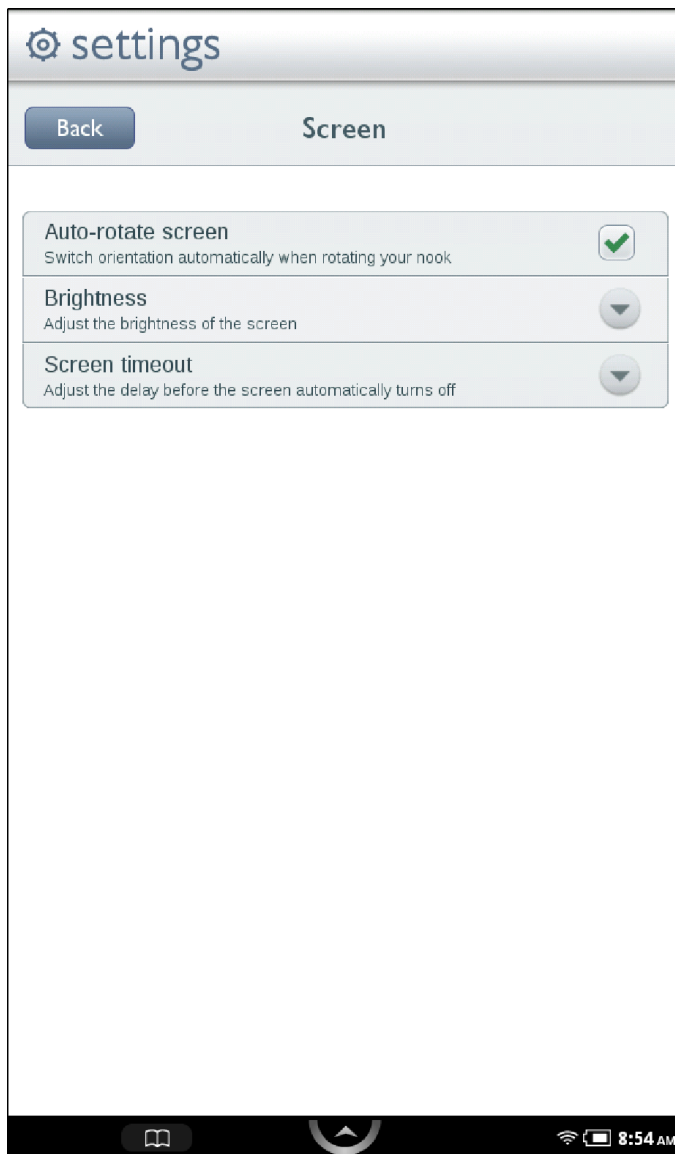 settings
Back
Screen
Auto-rotate screen
Switch orientation automatically when rotating your nook
Brightness
Adjust the brightness of the screen
Screen timeout
Adjust the delay before the screen automatically turns off
8:54 AM